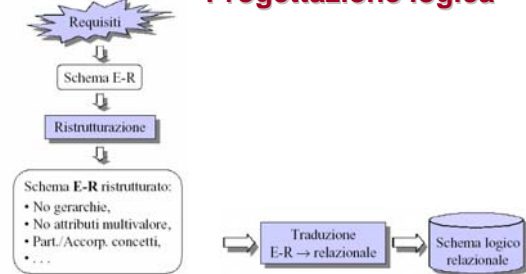 Progettazione logica
Requisiti
Schema E-R
Ristrutturazione
Schema E-R ristrutturato:
• No gerarchie,
• No attributi multivalore,
• Part./Accorp. concetti,
• . . .
Traduzione
E-R → relazionale
Schema logico
relazionale